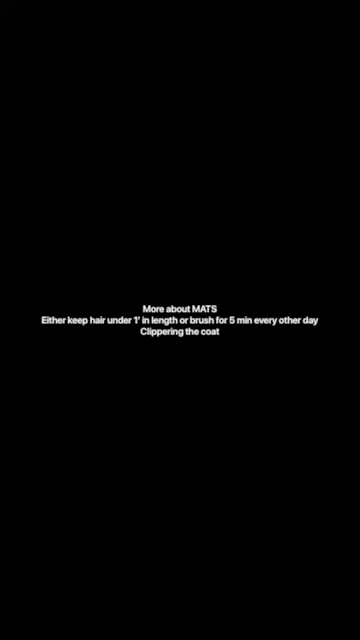 More about MATS
Either keep hair under 1' in length or brush for 5 min every other day
Clippering the coat